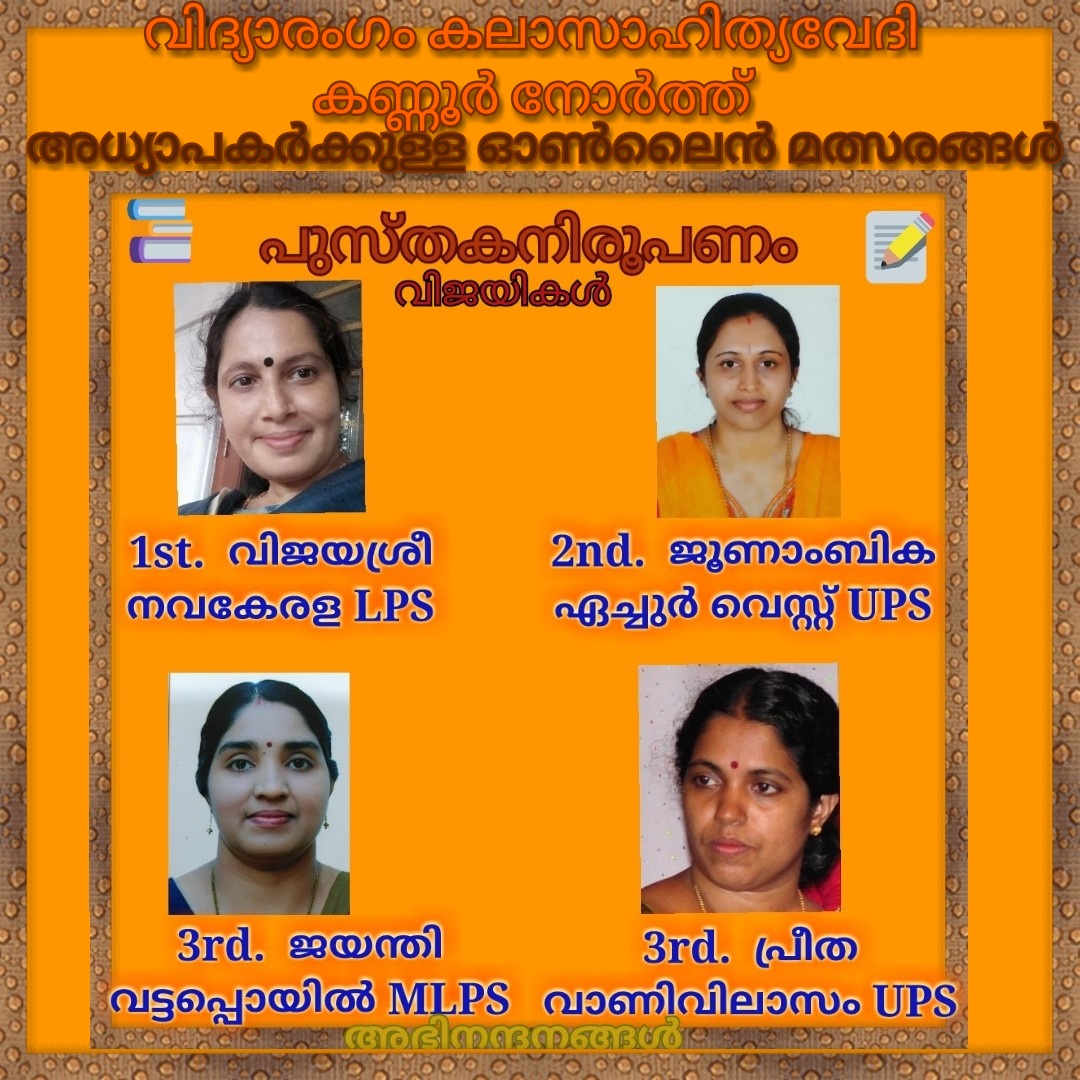 വിദ്യാരംഗം കലാസാഹിത്യവേദി
കണ്ണൂർ നോർത്ത്
അധ്യാപകർക്കുള്ള ഓൺലൈൻ മത്സരങ്ങൾ
പുസ്തകനിരൂപണം
വിജയികൾ
1st. വിജയശ്രീ
നവകേരള LPS
2nd. ജൂണാംബിക
ഏച്ചുർ വെസ്റ്റ് UPS
3rd. ജയന്തി
വട്ടപ്പൊയിൽ MLPS
3rd. പ്രീത
വാണിവിലാസം UPS
അഭിനന്ദനങ്ങൾ